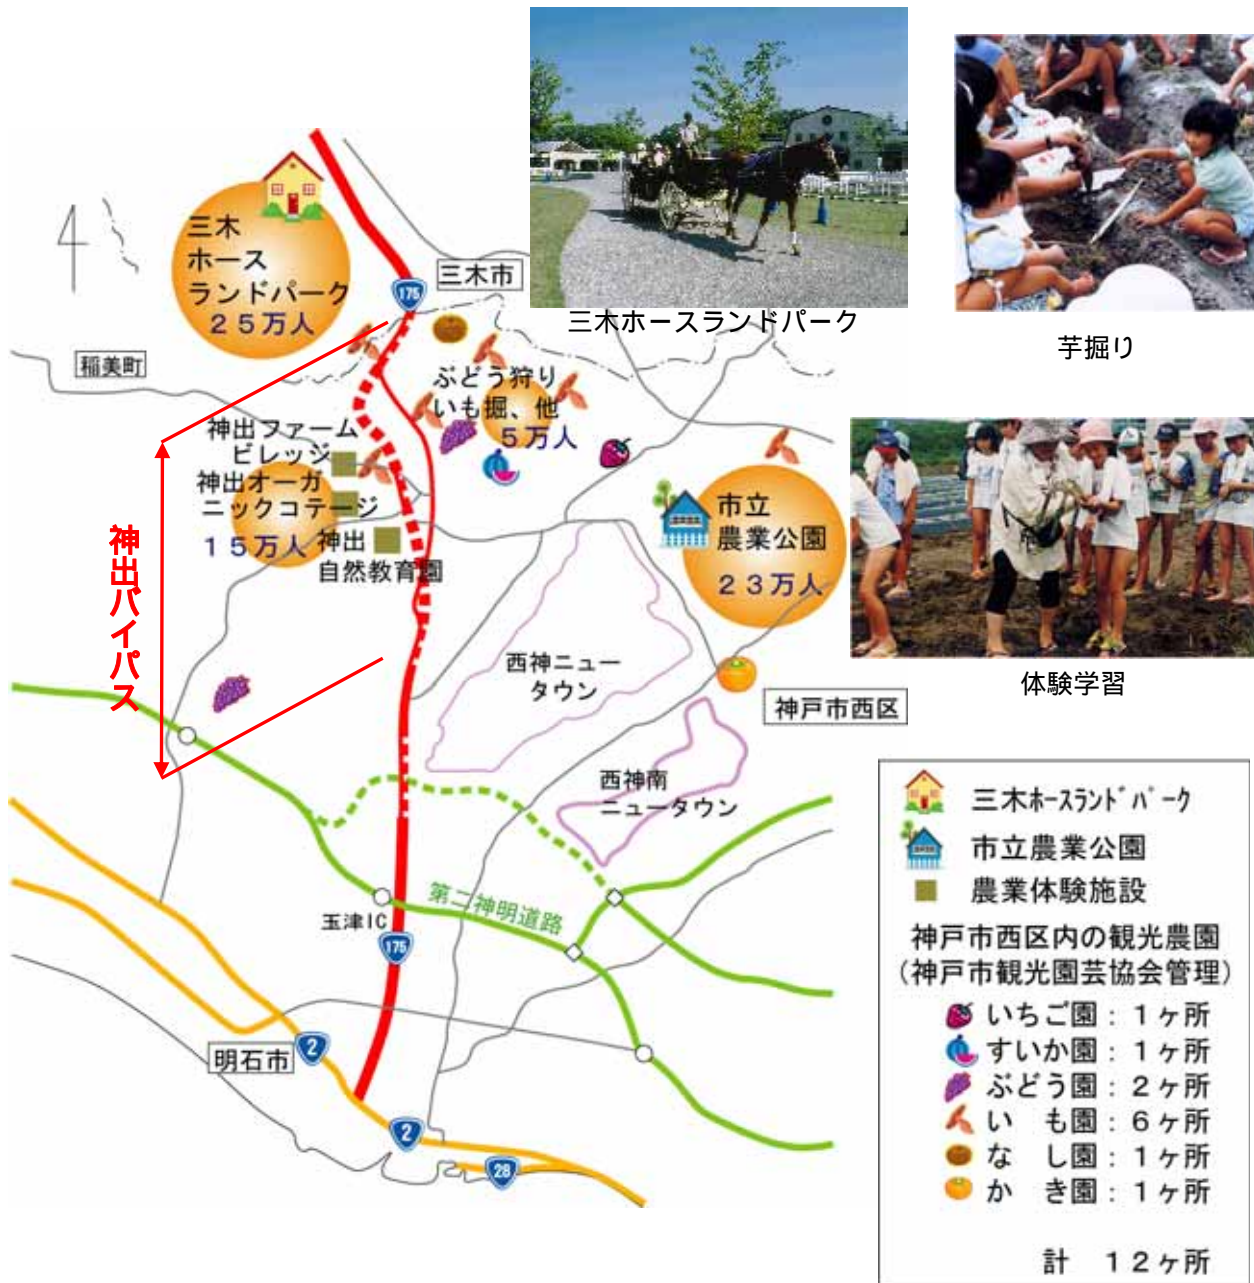 三木ホースランドパーク
芋掘り
体験学習
三木
ホース
ランドパーク
２５万人
175
三木市
稲美町
ぶどう狩り
いも掘、他
５万人
神出ファーム
ビレッジ
神出オーガ
ニックコテージ
１５万人
神出
自然教育園
市立
農業公園
２３万人
神出バイパス
西神ニュー
タウン
神戸市西区
西神南
ニュータウン
第二神明道路
玉津IC
175
明石市
2
2
28
三木ﾎｰｽﾗﾝﾄﾞﾊﾟｰｸ
市立農業公園
農業体験施設
神戸市西区内の観光農園
(神戸市観光園芸協会管理)
いちご園：１ヶ所
すいか園：１ヶ所
ぶどう園：２ヶ所
い　も園：６ヶ所
な　し園：１ヶ所
か　き園：１ヶ所
計　１２ヶ所